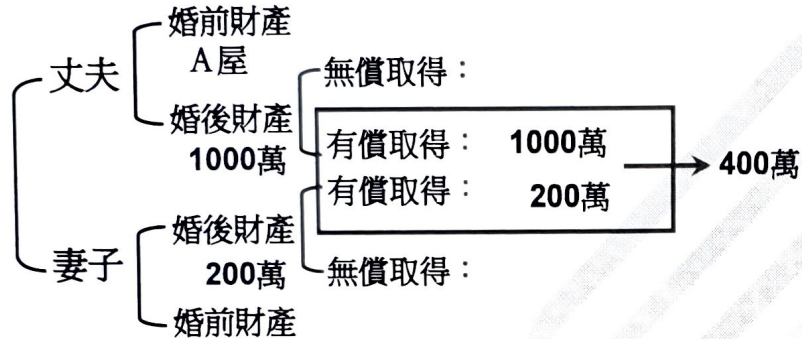 婚前財產
A屋
丈夫
無償取得：
婚後財產
1000萬
有償取得： 1000萬
400萬
有償取得： 200萬
婚後財產
200萬
妻子
無償取得：
婚前財產